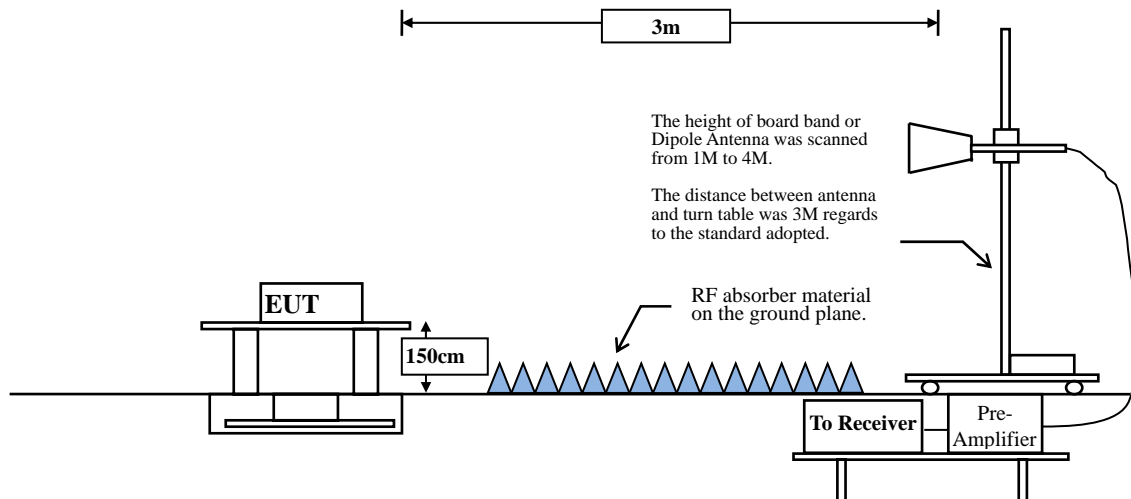 3m
The height of board band or
Dipole Antenna was scanned
from 1M to 4M.
The distance between antenna
and turn table was 3M regards
to the standard adopted.
EUT
RF absorber material
on the ground plane.
150cm
To Receiver
Pre-
Amplifier